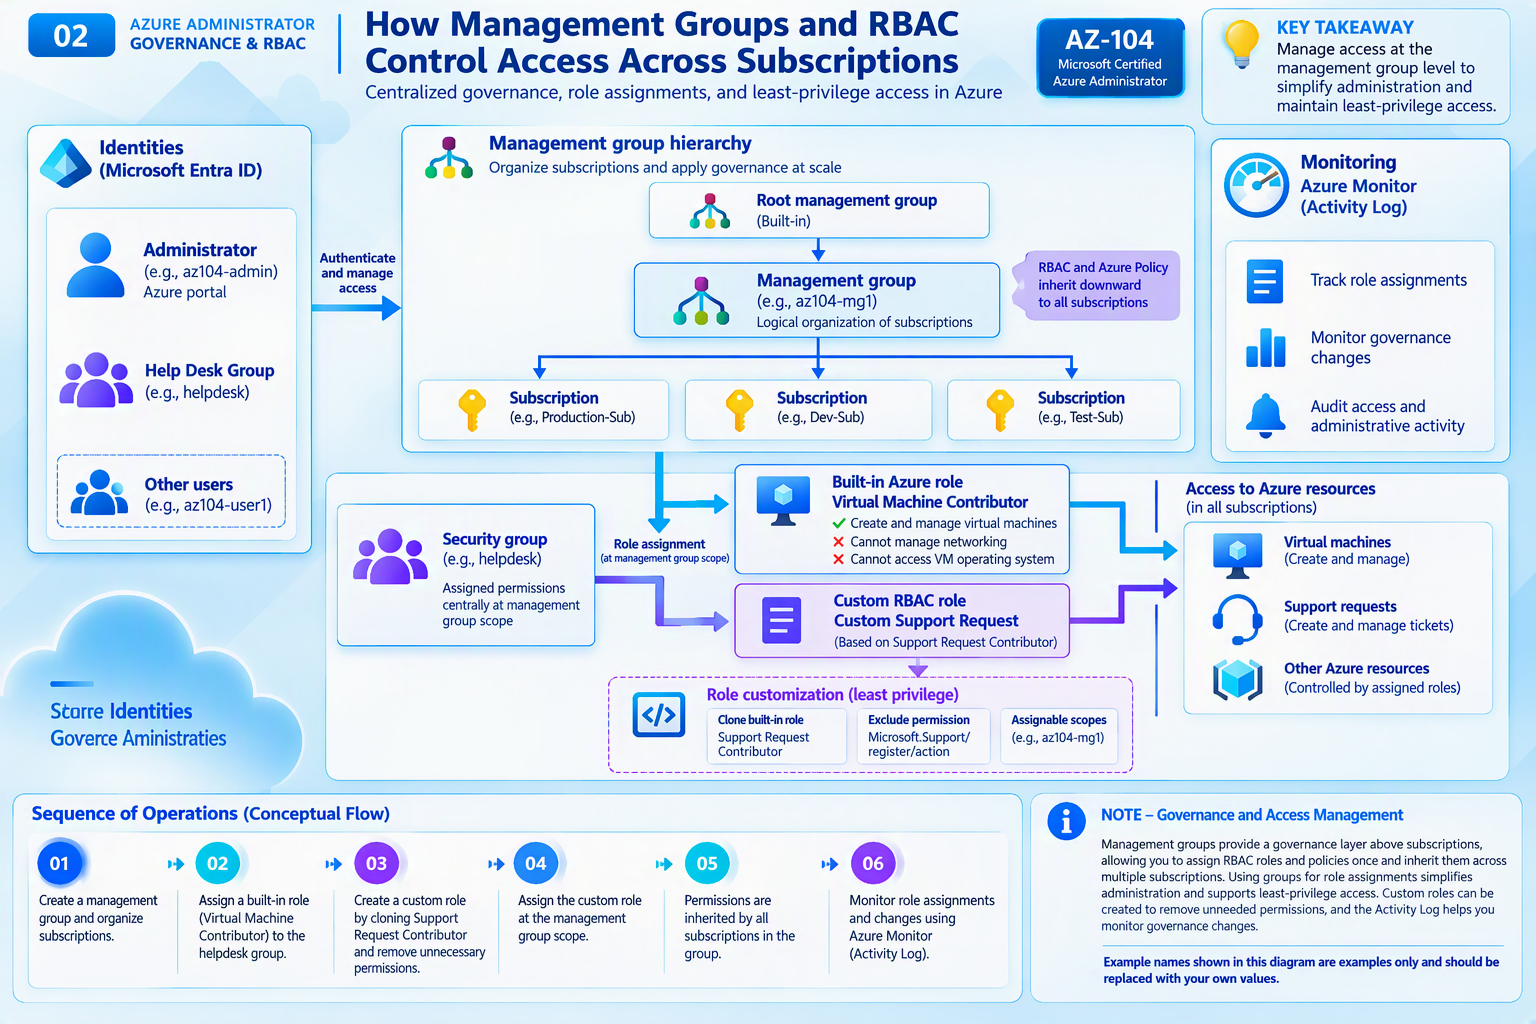 02
AZURE ADMINISTRATOR
GOVERNANCE & RBAC
How Management Groups and RBAC
Control Access Across Subscriptions
Centralized governance, role assignments, and least-privilege access in Azure
AZ-104
Microsoft Certified
Azure Administrator
KEY TAKEAWAY
Manage access at the
management group level to
simplify administration and
maintain least-privilege access.
Identities
(Microsoft Entra ID)
Administrator
(e.g., az104-admin)
Azure portal
Help Desk Group
(e.g., helpdesk)
Other users
(e.g., az104-user1)
Authenticate
and manage
access
Management group hierarchy
Organize subscriptions and apply governance at scale
Root management group
(Built-in)
Management group
(e.g., az104-mg1)
Logical organization of subscriptions
RBAC and Azure Policy
inherit downward
to all subscriptions
Subscription
(e.g., Production-Sub)
Subscription
(e.g., Dev-Sub)
Subscription
(e.g., Test-Sub)
Monitoring
Azure Monitor
(Activity Log)
Track role assignments
Monitor governance
changes
Audit access and
administrative activity
Security group
(e.g., helpdesk)
Assigned permissions
centrally at management
group scope
Role assignment
(at management group scope)
Built-in Azure role
Virtual Machine Contributor
Create and manage virtual machines
Cannot manage networking
Cannot access VM operating system
Custom RBAC role
Custom Support Request
(Based on Support Request Contributor)
Role customization (least privilege)
</>
Clone built-in role
Support Request
Contributor
Exclude permission
Microsoft.Support/
register/action
Assignable scopes
(e.g., az104-mg1)
Access to Azure resources
(in all subscriptions)
Virtual machines
(Create and manage)
Support requests
(Create and manage tickets)
Other Azure resources
(Controlled by assigned roles)
Starre Identities
Goverce Aministraties
Sequence of Operations (Conceptual Flow)
01
Create a management
group and organize
subscriptions.
02
Assign a built-in role
(Virtual Machine
Contributor) to the
helpdesk group.
03
Create a custom role
by cloning Support
Request Contributor
and remove unnecessary
permissions.
04
Assign the custom role
at the management
group scope.
05
Permissions are
inherited by all
subscriptions in the
group.
06
Monitor role assignments
and changes using
Azure Monitor
(Activity Log).
i
NOTE – Governance and Access Management
Management groups provide a governance layer above subscriptions,
allowing you to assign RBAC roles and policies once and inherit them across
multiple subscriptions. Using groups for role assignments simplifies
administration and supports least-privilege access. Custom roles can be
created to remove unneeded permissions, and the Activity Log helps you
monitor governance changes.
Example names shown in this diagram are examples only and should be
replaced with your own values.